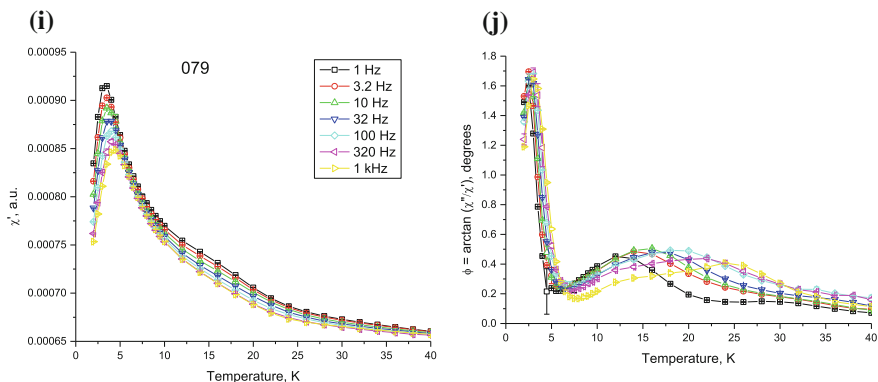 (i)
(j)
0.00095
0.00090
0.00085
0.00080
0.00075
0.00070
0.00065
χ', a.u.
079
1 Hz
3.2 Hz
10 Hz
32 Hz
100 Hz
320 Hz
1 kHz
0 5 10 15 20 25 30 35 40
Temperature, K
1.8
1.6
1.4
1.2
1.0
0.8
0.6
0.4
0.2
0.0
ϕ = arctan (χ''/χ'), degrees
0 5 10 15 20 25 30 35 40
Temperature, K